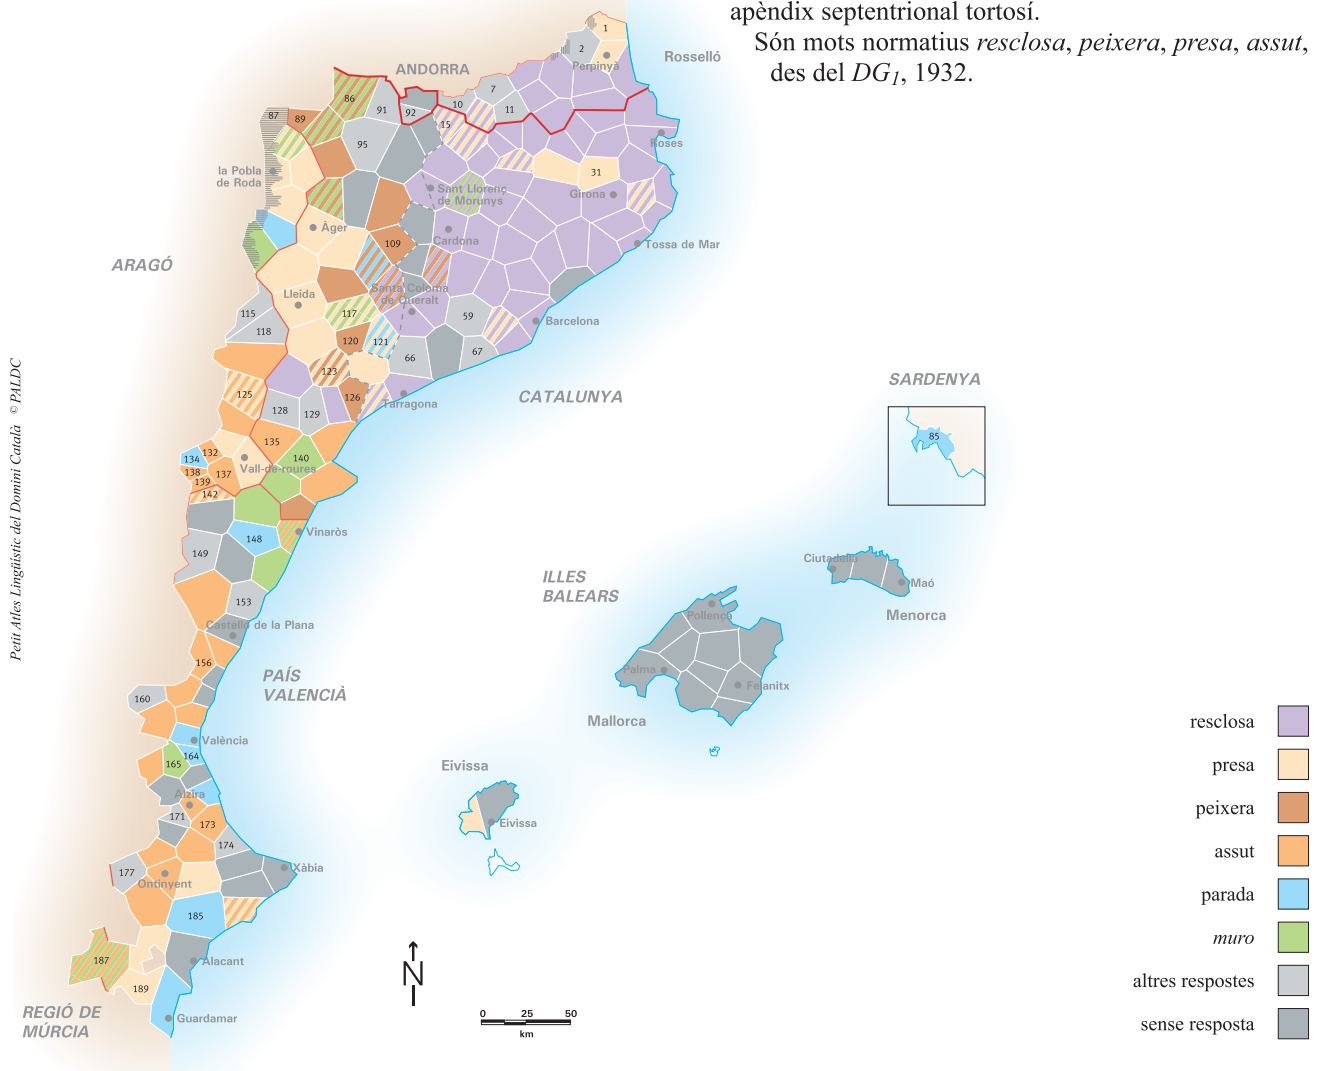 apèndix septentrional tortosí.
Són mots normatius resclosa, peixera, presa, assut,
des del DG1, 1932.
Rosselló
1
2
Perpinyà
ANDORRA
7
10
11
86
91
92
15
87
89
95
Roses
31
la Pobla
de Roda
Sant Llorenç
de Morunys
Girona
Àger
Cardona
109
Tossa de Mar
ARAGÓ
Lleida
Santa Coloma
de Queralt
115
117
59
118
Barcelona
120
121
66
67
123
125
126
Tarragona
CATALUNYA
SARDENYA
128
129
85
135
132
134
140
Vall-de-roures
138
137
139
142
148
Vinaròs
149
153
Castelló de la Plana
156
160
PAÍS
VALENCIÀ
València
164
165
Alzira
171
173
174
177
Xàbia
Ontinyent
185
187
Alacant
189
Guardamar
REGIÓ DE
MÚRCIA
ILLES
BALEARS
Ciutadella
Maó
Menorca
Pollença
Palma
Felanitx
Mallorca
Eivissa
Eivissa
N
0 25 50
km
resclosa
presa
peixera
assut
parada
muro
altres respostes
sense resposta
Petit Atles Lingüístic del Domini Català © PALDC